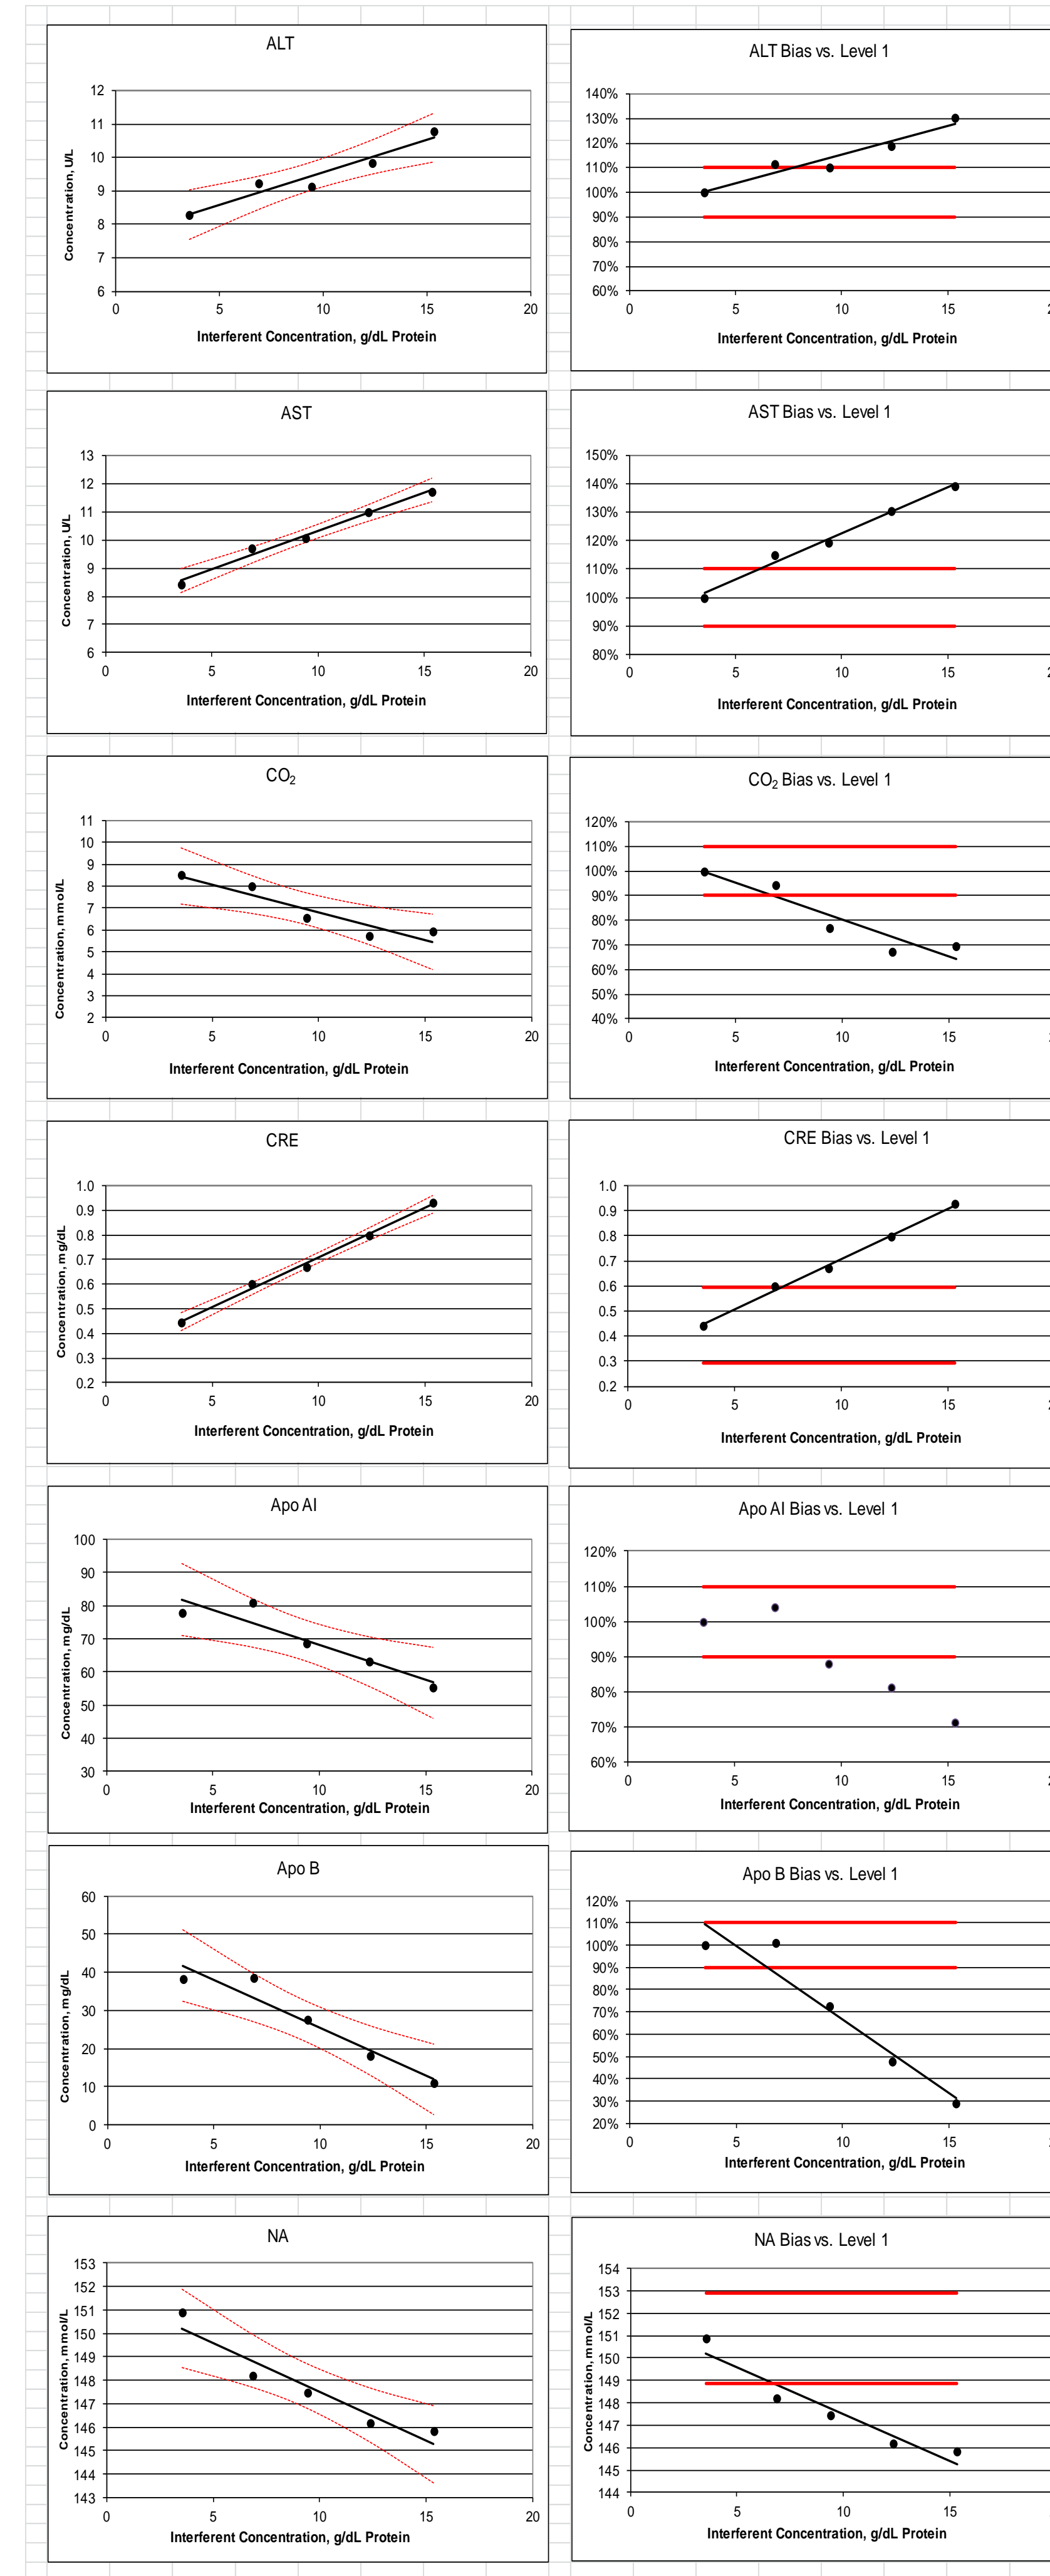 ALT
12
11
10
9
8
7
6
0 5 10 15 20
Concentration, U/L
Interferent Concentration, g/dL Protein
ALT Bias vs. Level 1
140%
130%
120%
110%
100%
90%
80%
70%
60%
0 5 10 15
Interferent Concentration, g/dL Protein
AST
13
12
11
10
9
8
7
6
0 5 10 15 20
Concentration, U/L
Interferent Concentration, g/dL Protein
AST Bias vs. Level 1
150%
140%
130%
120%
110%
100%
90%
80%
0 5 10 15
Interferent Concentration, g/dL Protein
CO₂
11
10
9
8
7
6
5
4
3
2
0 5 10 15 20
Concentration, mmol/L
Interferent Concentration, g/dL Protein
CO₂ Bias vs. Level 1
120%
110%
100%
90%
80%
70%
60%
50%
40%
0 5 10 15
Interferent Concentration, g/dL Protein
CRE
1.0
0.9
0.8
0.7
0.6
0.5
0.4
0.3
0.2
0 5 10 15 20
Concentration, mg/dL
Interferent Concentration, g/dL Protein
CRE Bias vs. Level 1
1.0
0.9
0.8
0.7
0.6
0.5
0.4
0.3
0.2
0 5 10 15
Interferent Concentration, g/dL Protein
Apo AI
100
90
80
70
60
50
40
30
0 5 10 15 20
Concentration, mg/dL
Interferent Concentration, g/dL Protein
Apo AI Bias vs. Level 1
120%
110%
100%
90%
80%
70%
60%
0 5 10 15
Interferent Concentration, g/dL Protein
Apo B
60
50
40
30
20
10
0
0 5 10 15 20
Concentration, mg/dL
Interferent Concentration, g/dL Protein
Apo B Bias vs. Level 1
120%
110%
100%
90%
80%
70%
60%
50%
40%
30%
20%
0 5 10 15
Interferent Concentration, g/dL Protein
NA
153
152
151
150
149
148
147
146
145
144
143
0 5 10 15 20
Concentration, mmol/L
Interferent Concentration, g/dL Protein
NA Bias vs. Level 1
154
153
152
151
150
149
148
147
146
145
144
0 5 10 15
Concentration, mmol/L
Interferent Concentration, g/dL Protein